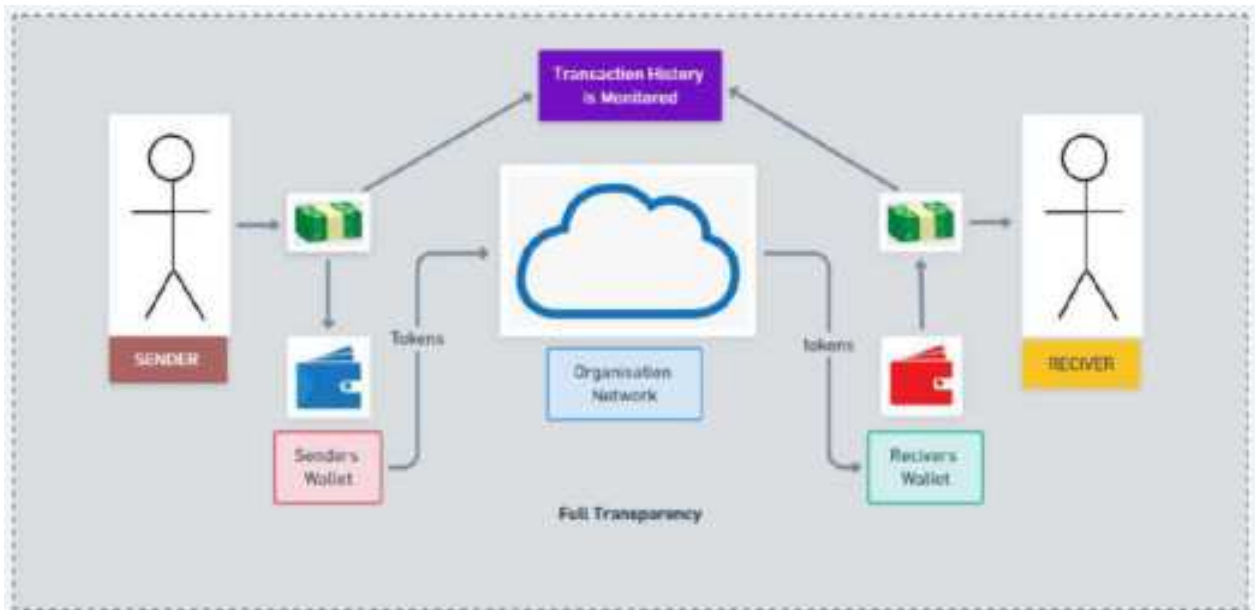 Transaction History
is Monitored
SENDER
Tokens
Organisation
Network
tokens
RECIVER
Senders
Wallet
Recivers
Wallet
Full Transparency